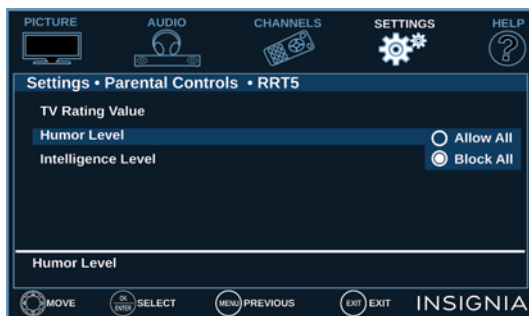 PICTURE AUDIO CHANNELS SETTINGS HELP
Settings • Parental Controls • RRT5
TV Rating Value
Humor Level
Allow All
Intelligence Level
Block All
Humor Level
MOVE OK ENTER SELECT MENU PREVIOUS EXIT EXIT INSIGNIA